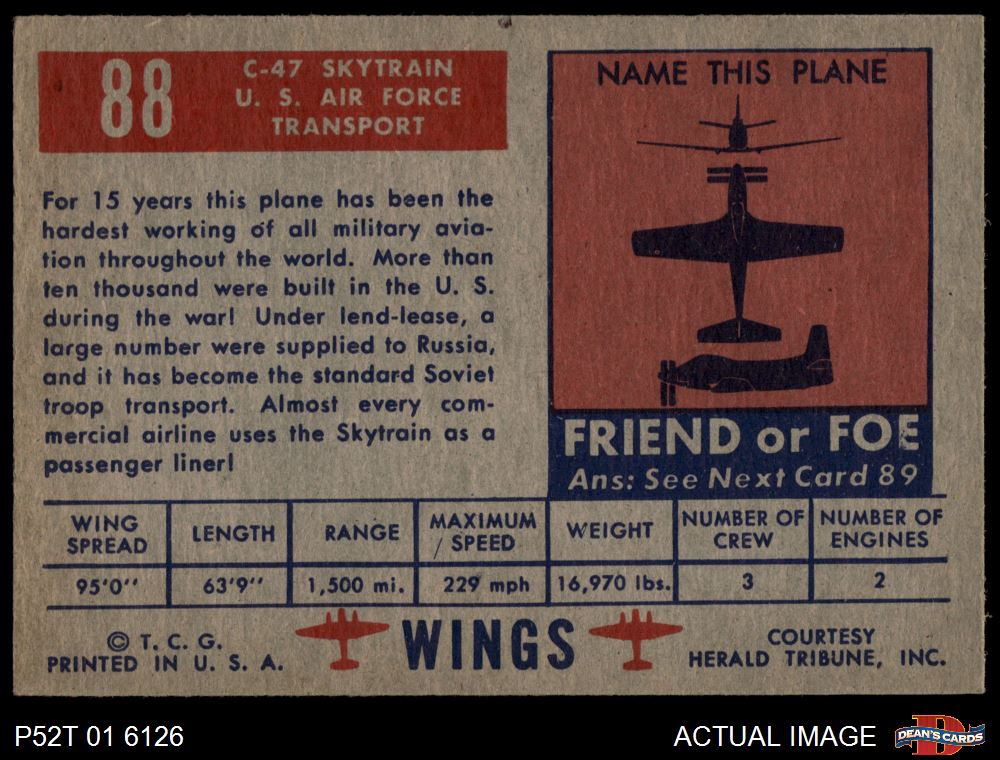 88
C-47 SKYTRAIN
U. S. AIR FORCE
TRANSPORT
For 15 years this plane has been the
hardest working of all military avia-
tion throughout the world. More than
ten thousand were built in the U. S.
during the war! Under lend-lease, a
large number were supplied to Russia,
and it has become the standard Soviet
troop transport. Almost every com-
mercial airline uses the Skytrain as a
passenger liner!
NAME THIS PLANE
FRIEND or FOE
Ans: See Next Card 89
WING SPREAD
LENGTH
RANGE
MAXIMUM SPEED
WEIGHT
NUMBER OF CREW
NUMBER OF ENGINES
95'0''
63'9''
1,500 mi.
229 mph
16,970 lbs.
3
2
© T. C. G.
PRINTED IN U. S. A.
WINGS
COURTESY
HERALD TRIBUNE, INC.
P52T 01 6126
ACTUAL IMAGE
D
DEAN'S CARDS